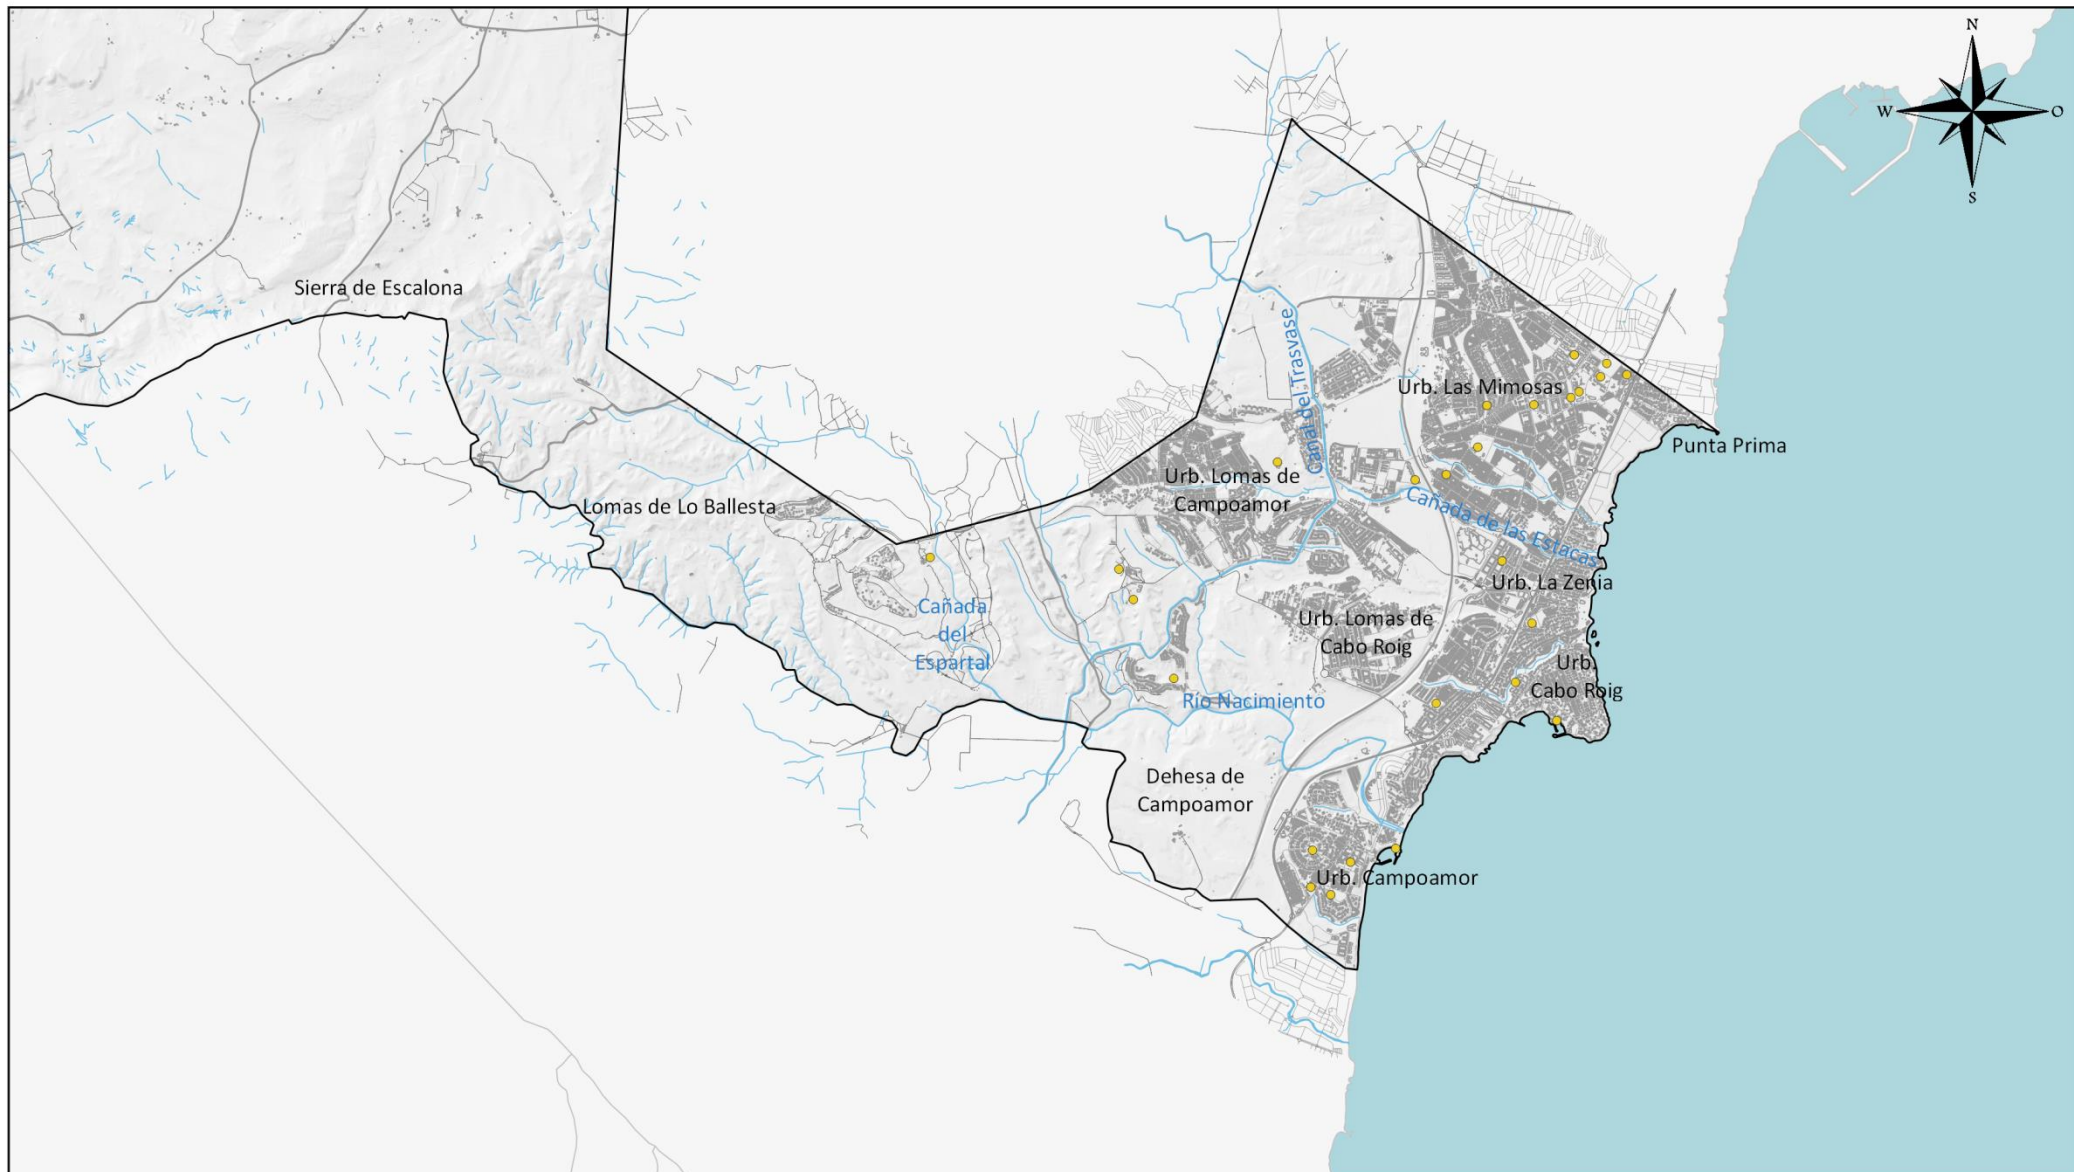 N
W
O
S
Sierra de Escalona
Canal del Trasvase
Urb. Las Mimosas
Punta Prima
Urb. Lomas de
Campoamor
Lomas de Lo Ballesta
Cañada de las Estacas
Urb. La Zenia
Cañada
del
Espartal
Urb. Lomas de
Cabo Roig
Urb.
Cabo Roig
Río Nacimiento
Dehesa de
Campoamor
Urb. Campoamor